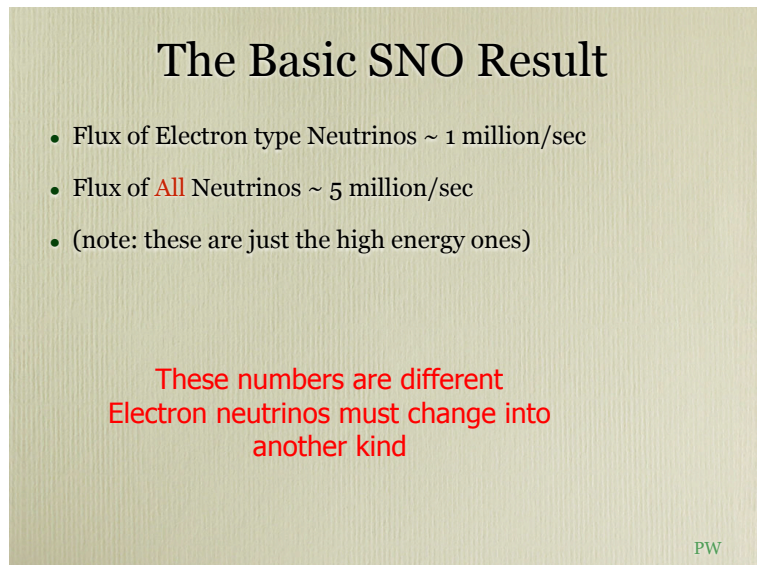 The Basic SNO Result
• Flux of Electron type Neutrinos ~ 1 million/sec
• Flux of All Neutrinos ~ 5 million/sec
• (note: these are just the high energy ones)
These numbers are different
Electron neutrinos must change into
another kind
PW